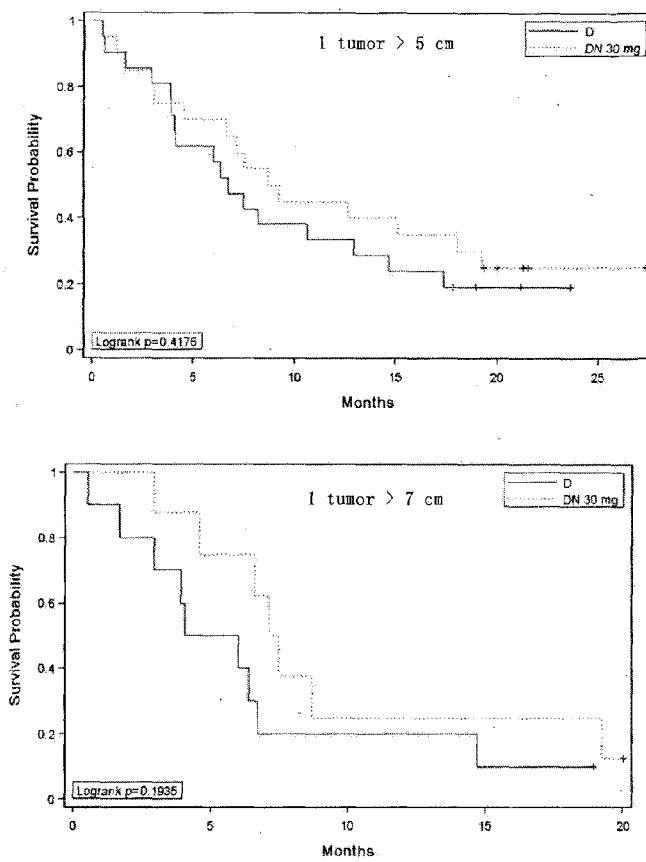 1 tumor > 5 cm
D
DN 30 mg
Survival Probability
1
0.8
0.6
0.4
0.2
0
Logrank p=0.4176
0 5 10 15 20 25
Months
1 tumor > 7 cm
D
DN 30 mg
Survival Probability
1
0.8
0.6
0.4
0.2
0
Logrank p=0.1935
0 5 10 15 20
Months